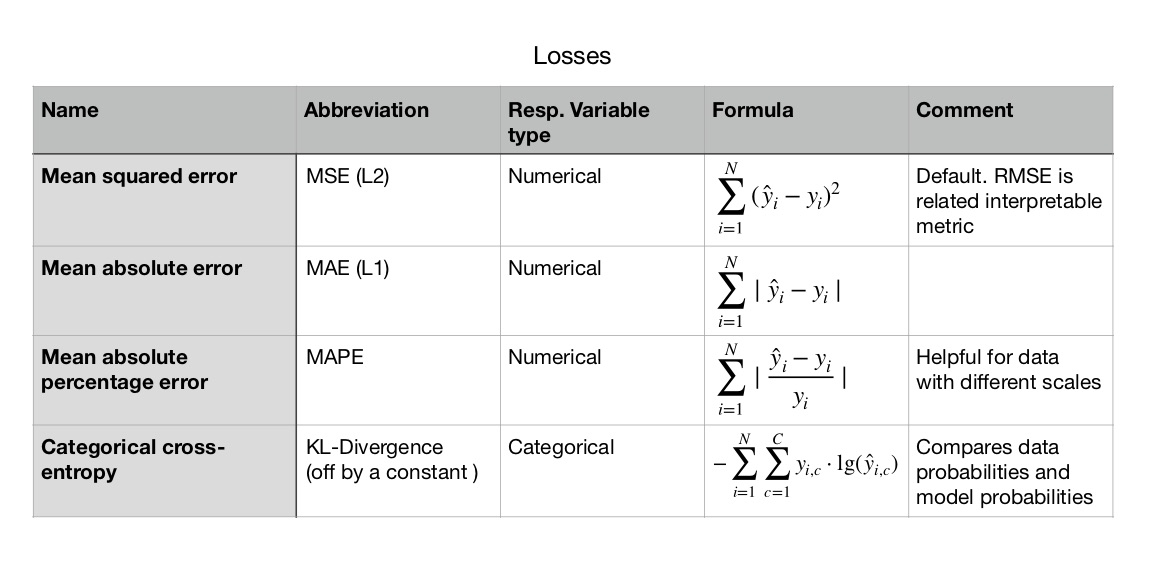 Losses
Name
Abbreviation
Resp. Variable
type
Formula
Comment
Mean squared error
MSE (L2)
Numerical
\sum_{i=1}^{N} (\hat{y}_i - y_i)^2
Default. RMSE is
related interpretable
metric
Mean absolute error
MAE (L1)
Numerical
\sum_{i=1}^{N} | \hat{y}_i - y_i |
Mean absolute
percentage error
MAPE
Numerical
\sum_{i=1}^{N} | \frac{\hat{y}_i - y_i}{y_i} |
Helpful for data
with different scales
Categorical cross-
entropy
KL-Divergence
(off by a constant )
Categorical
-\sum_{i=1}^{N} \sum_{c=1}^{C} y_{i,c} \cdot \lg(\hat{y}_{i,c})
Compares data
probabilities and
model probabilities